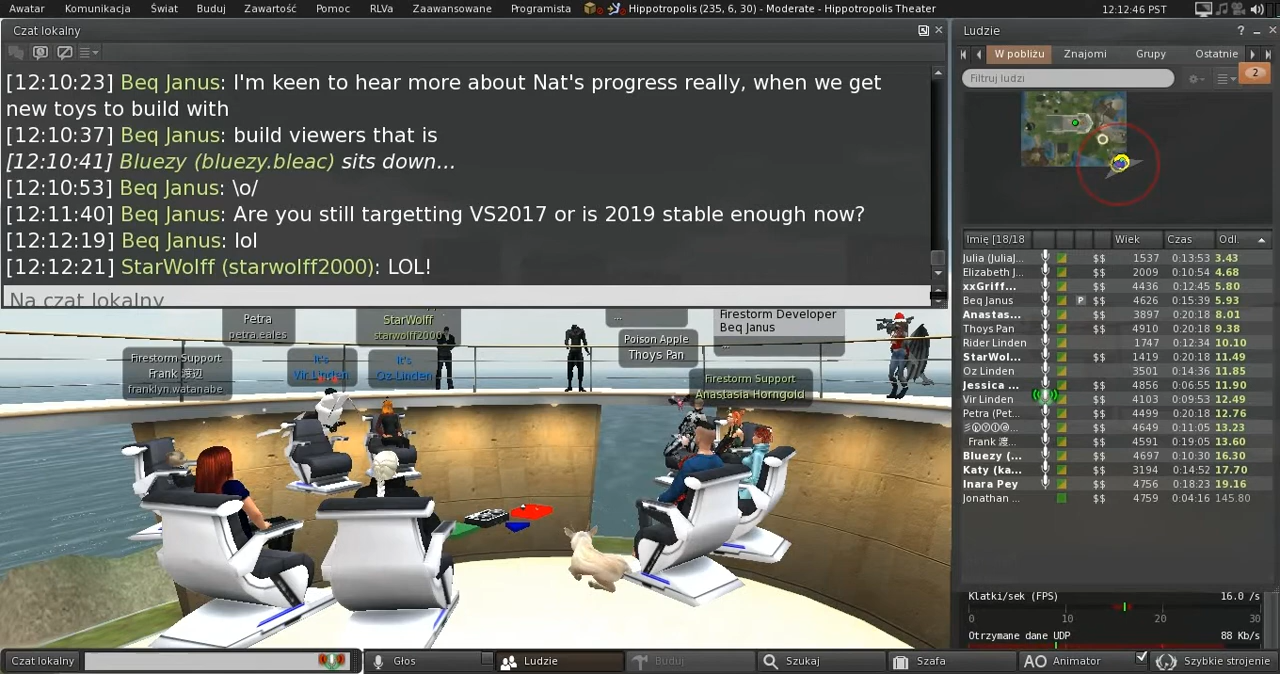 Awatar Komunikacja Świat Buduj Zawartość Pomoc RLVa Zaawansowane Programista Hippotropolis (235, 6, 30) - Moderate - Hippotropolis Theater 12:12:46 PST
Czat lokalny
[12:10:23] Beq Janus: I'm keen to hear more about Nat's progress really, when we get
new toys to build with
[12:10:37] Beq Janus: build viewers that is
[12:10:41] Bluezy (bluezy.bleac) sits down...
[12:10:53] Beq Janus: \o/
[12:11:40] Beq Janus: Are you still targetting VS2017 or is 2019 stable enough now?
[12:12:19] Beq Janus: lol
[12:12:21] StarWolff (starwolff2000): LOL!
Na czat lokalny
Petra
petra.eales
StarWolff
starwolff2000
...
Firestorm Developer
Beq Janus
...
Poison Apple
Thoys Pan
Firestorm Support
Frank 渡辺
franklyn.watanabe
It's
Vir Linden
It's
Oz Linden
Firestorm Support
Anastasia Horngold
Ludzie
W pobliżu Znajomi Grupy Ostatnie
Filtruj ludzi
2
Imię [18/18 Wiek Czas Odl.
Julia (JuliaJ... $$ 1537 0:13:53 3.43
Elizabeth J... $$ 2009 0:10:54 4.68
xxGriff... $$ 4436 0:12:45 5.80
Beq Janus P $$ 4626 0:15:39 5.93
Anastas... $$ 3897 0:20:18 8.01
Thoys Pan $$ 4910 0:20:18 9.38
Rider Linden $$ 1747 0:12:34 10.10
StarWol... $$ 1419 0:20:18 11.49
Oz Linden $$ 3501 0:14:36 11.85
Jessica ... $$ 4856 0:06:55 11.90
Vir Linden $$ 4103 0:09:53 12.49
Petra (Pet... $$ 4499 0:20:18 12.76
$$ 4649 0:11:05 13.23
Frank 渡... $$ 4591 0:19:05 13.60
Bluezy (... $$ 4697 0:10:30 16.30
Katy (ka... $$ 3194 0:14:52 17.70
Inara Pey $$ 4756 0:18:23 19.16
Jonathan ... $$ 4759 0:04:16 145.80
Klatki/sek (FPS) 16.0 /s
0 10 20 30
Otrzymane dane UDP 88 Kb/s
Czat lokalny Głos Ludzie Buduj Szukaj Szafa AO Animator Szybkie strojenie